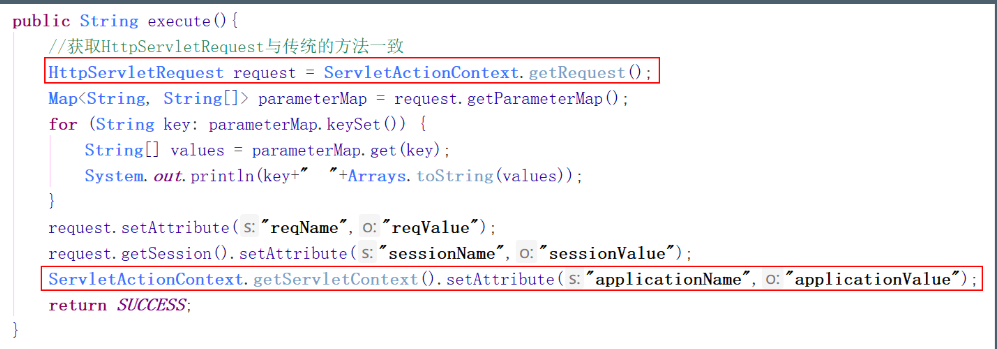 public String execute(){
//获取HttpServletRequest与传统的方法一致
HttpServletRequest request = ServletActionContext.getRequest();
Map<String, String[]> parameterMap = request.getParameterMap();
for (String key: parameterMap.keySet()) {
String[] values = parameterMap.get(key);
System.out.println(key+"  "+Arrays.toString(values));
}
request.setAttribute( s: "reqName", o: "reqValue");
request.getSession().setAttribute( s: "sessionName", o: "sessionValue");
ServletActionContext.getServletContext().setAttribute( s: "applicationName", o: "applicationValue");
return SUCCESS;
}